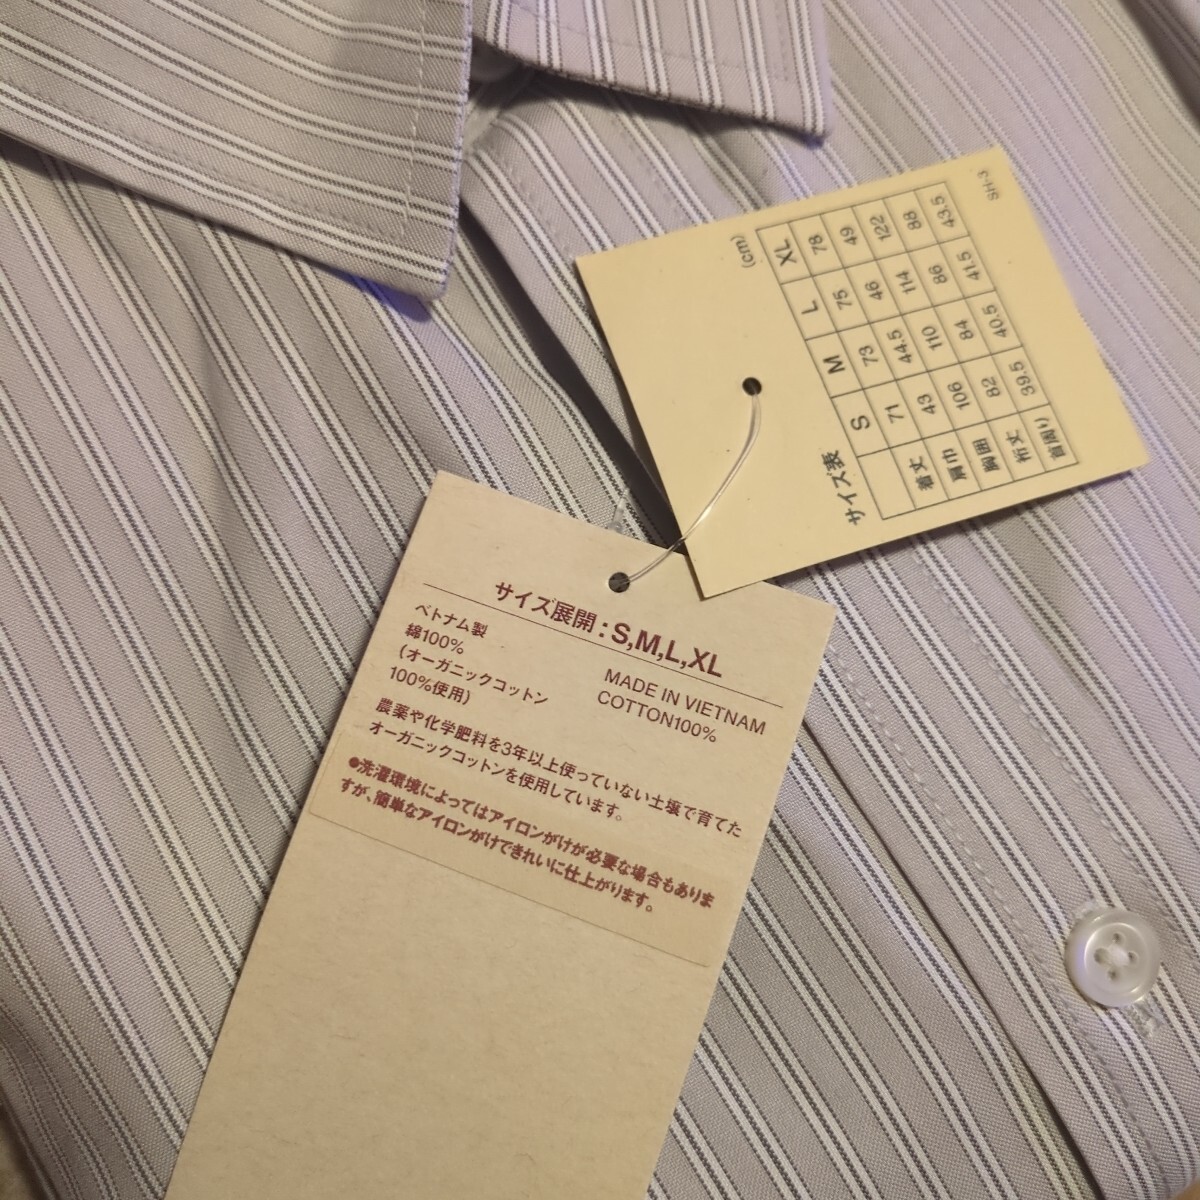 サイズ展開：S,M,L,XL
ベトナム製
綿100%
(オーガニックコットン
100%使用)
MADE IN VIETNAM
COTTON100%
農薬や化学肥料を3年以上使っていない土壌で育てた
オーガニックコットンを使用しています。
●洗濯環境によってはアイロンがけが必要な場合もありま
すが、簡単なアイロンがけできれいに仕上がります。
サイズ表 (cm)
S M L XL
着丈 71 73 75 78
肩巾 43 44.5 46 49
胸囲 106 110 114 122
裄丈 82 84 86 88
首周り 39.5 40.5 41.5 43.5
SH-3